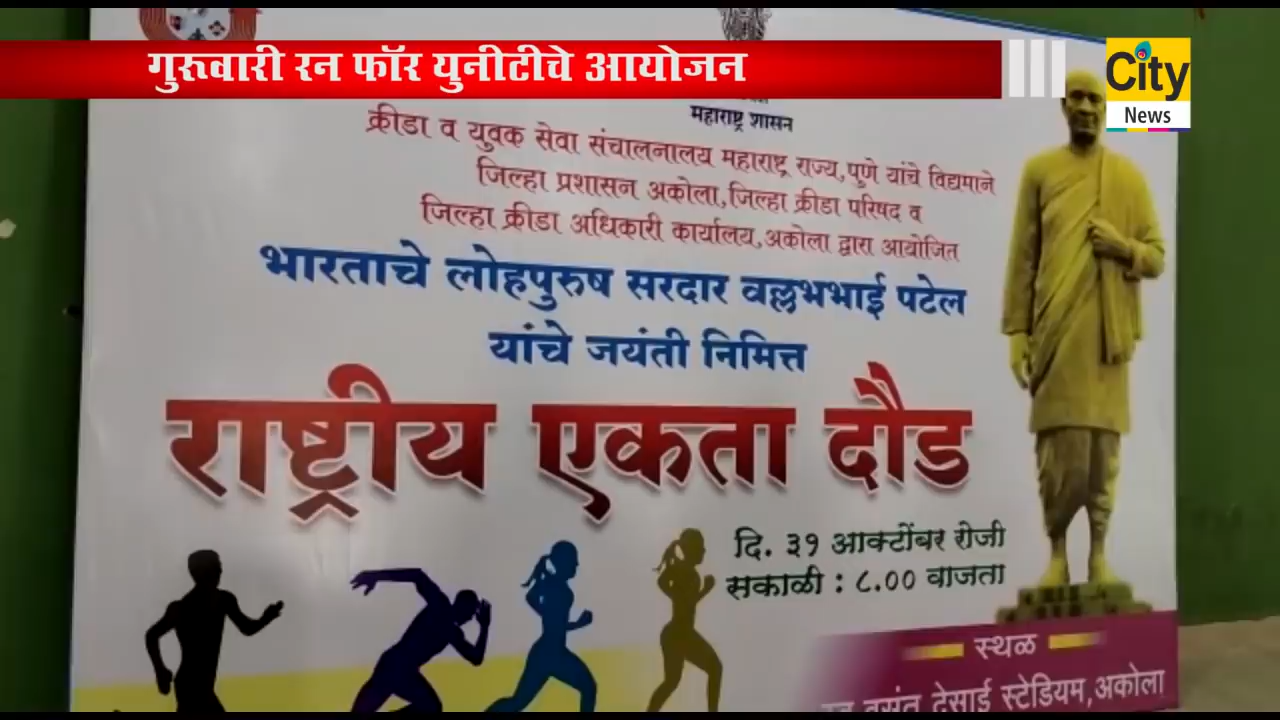 गुरूवारी रन फॉर युनीटीचे आयोजन
City
News
महाराष्ट्र शासन
क्रीडा व युवक सेवा संचालनालय महाराष्ट्र राज्य,पुणे यांचे विद्यमाने
जिल्हा प्रशासन अकोला,जिल्हा क्रीडा परिषद व
जिल्हा क्रीडा अधिकारी कार्यालय,अकोला द्वारा आयोजित
भारताचे लोहपुरुष सरदार वल्लभभाई पटेल
यांचे जयंती निमित्त
राष्ट्रीय एकता दौड
दि. ३१ आक्टोंबर रोजी
सकाळी : ८.०० वाजता
स्थळ
वसंत देसाई स्टेडियम,अकोला